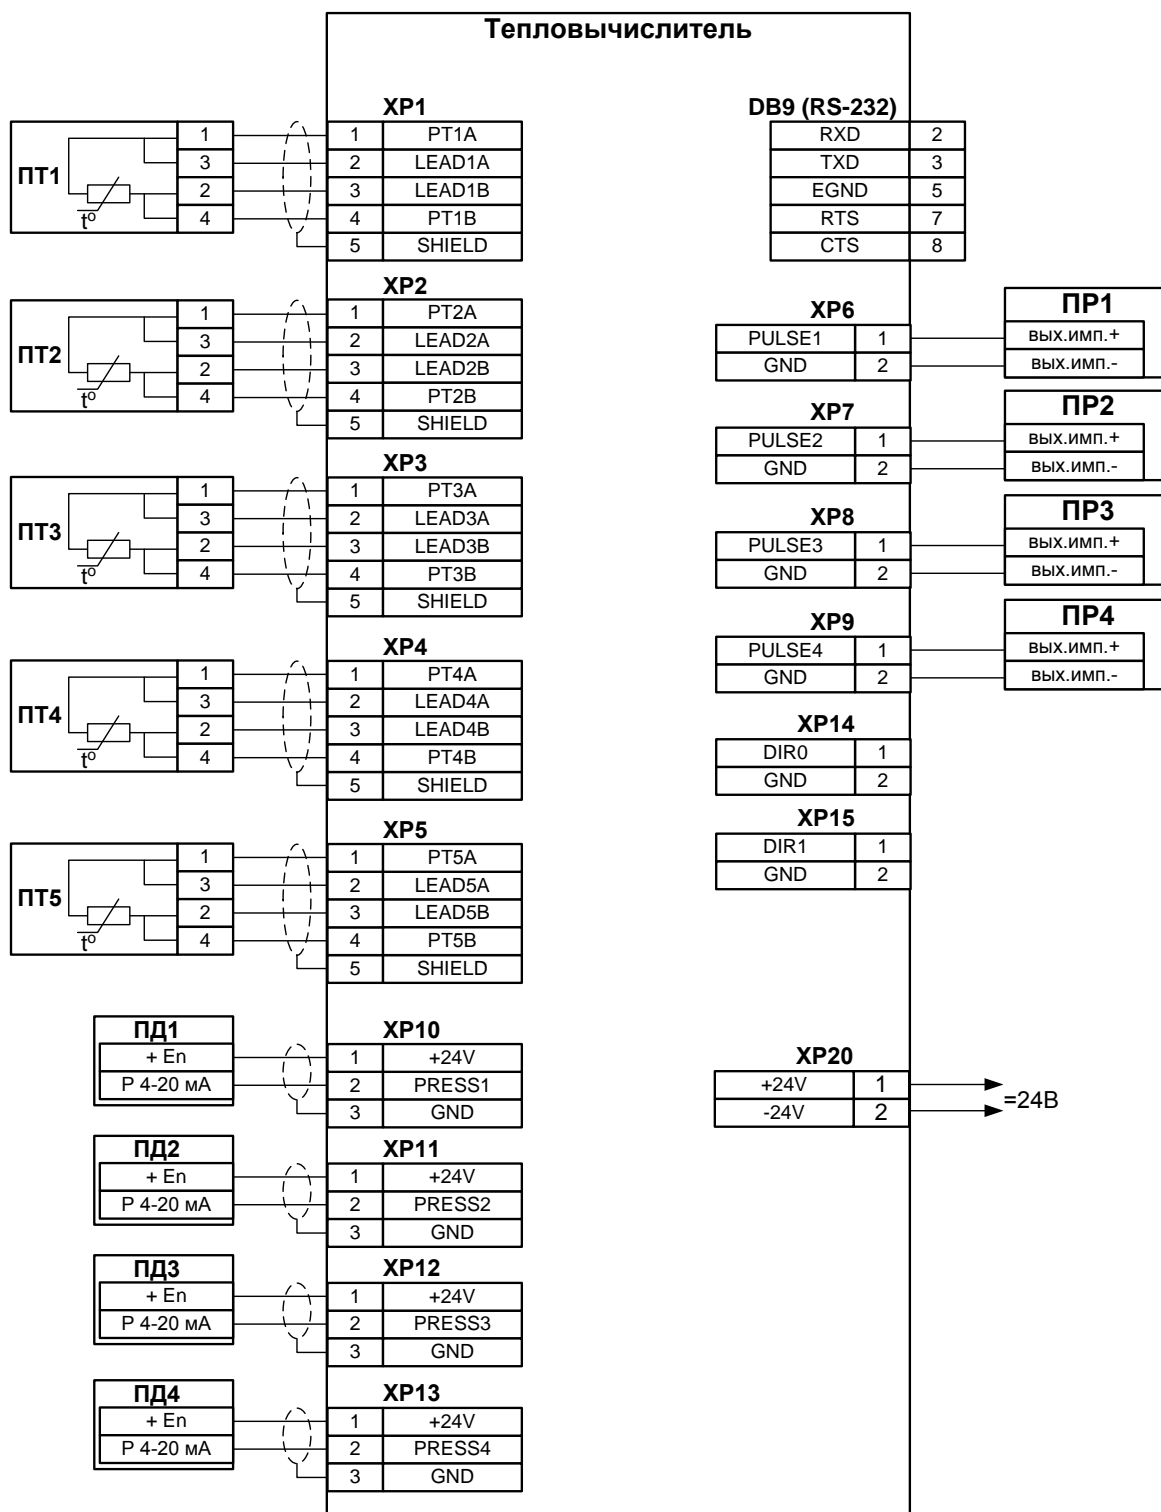 Тепловычислитель
XP1
ПТ1
1
3
2
4
tº
1 PT1A
2 LEAD1A
3 LEAD1B
4 PT1B
5 SHIELD
XP2
ПТ2
1
3
2
4
tº
1 PT2A
2 LEAD2A
3 LEAD2B
4 PT2B
5 SHIELD
XP3
ПТ3
1
3
2
4
tº
1 PT3A
2 LEAD3A
3 LEAD3B
4 PT3B
5 SHIELD
XP4
ПТ4
1
3
2
4
tº
1 PT4A
2 LEAD4A
3 LEAD4B
4 PT4B
5 SHIELD
XP5
ПТ5
1
3
2
4
tº
1 PT5A
2 LEAD5A
3 LEAD5B
4 PT5B
5 SHIELD
ПД1
+ En
P 4-20 мА
XP10
1 +24V
2 PRESS1
3 GND
ПД2
+ En
P 4-20 мА
XP11
1 +24V
2 PRESS2
3 GND
ПД3
+ En
P 4-20 мА
XP12
1 +24V
2 PRESS3
3 GND
ПД4
+ En
P 4-20 мА
XP13
1 +24V
2 PRESS4
3 GND
DB9 (RS-232)
RXD 2
TXD 3
EGND 5
RTS 7
CTS 8
XP6
PULSE1 1
GND 2
ПР1
вых.имп.+
вых.имп.-
XP7
PULSE2 1
GND 2
ПР2
вых.имп.+
вых.имп.-
XP8
PULSE3 1
GND 2
ПР3
вых.имп.+
вых.имп.-
XP9
PULSE4 1
GND 2
ПР4
вых.имп.+
вых.имп.-
XP14
DIR0 1
GND 2
XP15
DIR1 1
GND 2
XP20
+24V 1
-24V 2
=24В